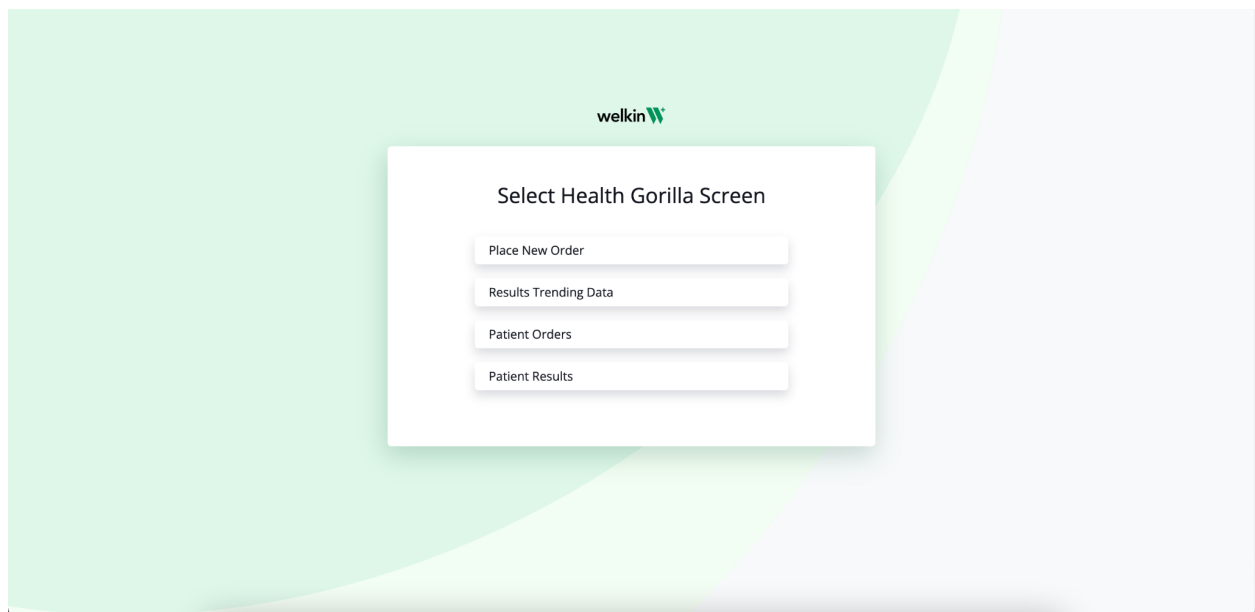 welkin
Select Health Gorilla Screen
Place New Order
Results Trending Data
Patient Orders
Patient Results